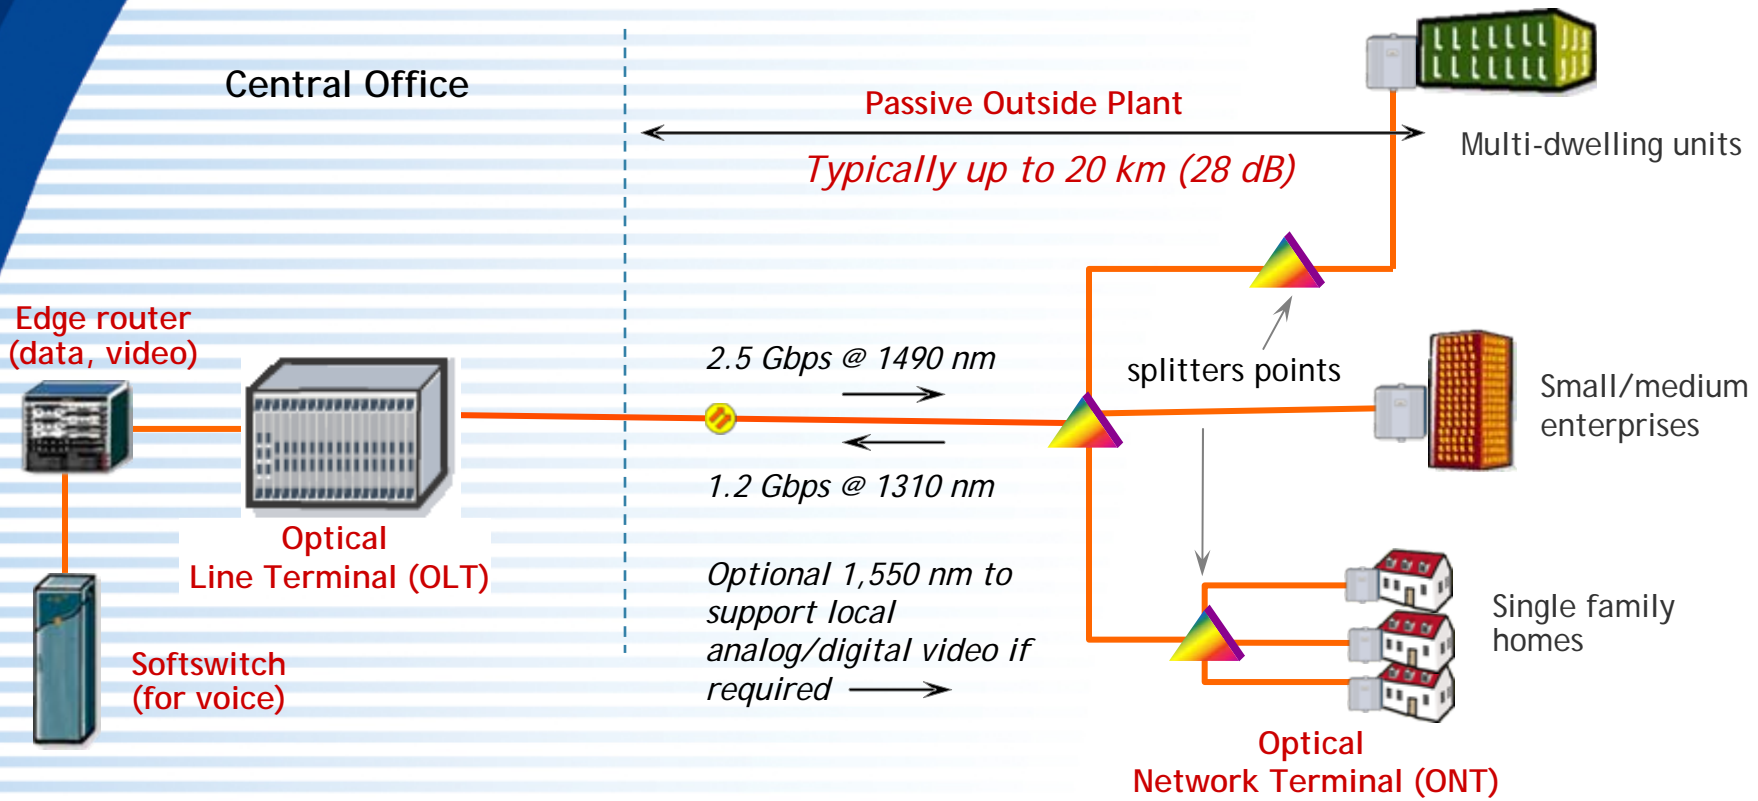 Central Office
Passive Outside Plant
Typically up to 20 km (28 dB)
Multi-dwelling units
Edge router
(data, video)
2.5 Gbps @ 1490 nm
splitters points
Small/medium
enterprises
1.2 Gbps @ 1310 nm
Optical
Line Terminal (OLT)
Optional 1,550 nm to
support local
analog/digital video if
required
Single family
homes
Softswitch
(for voice)
Optical
Network Terminal (ONT)